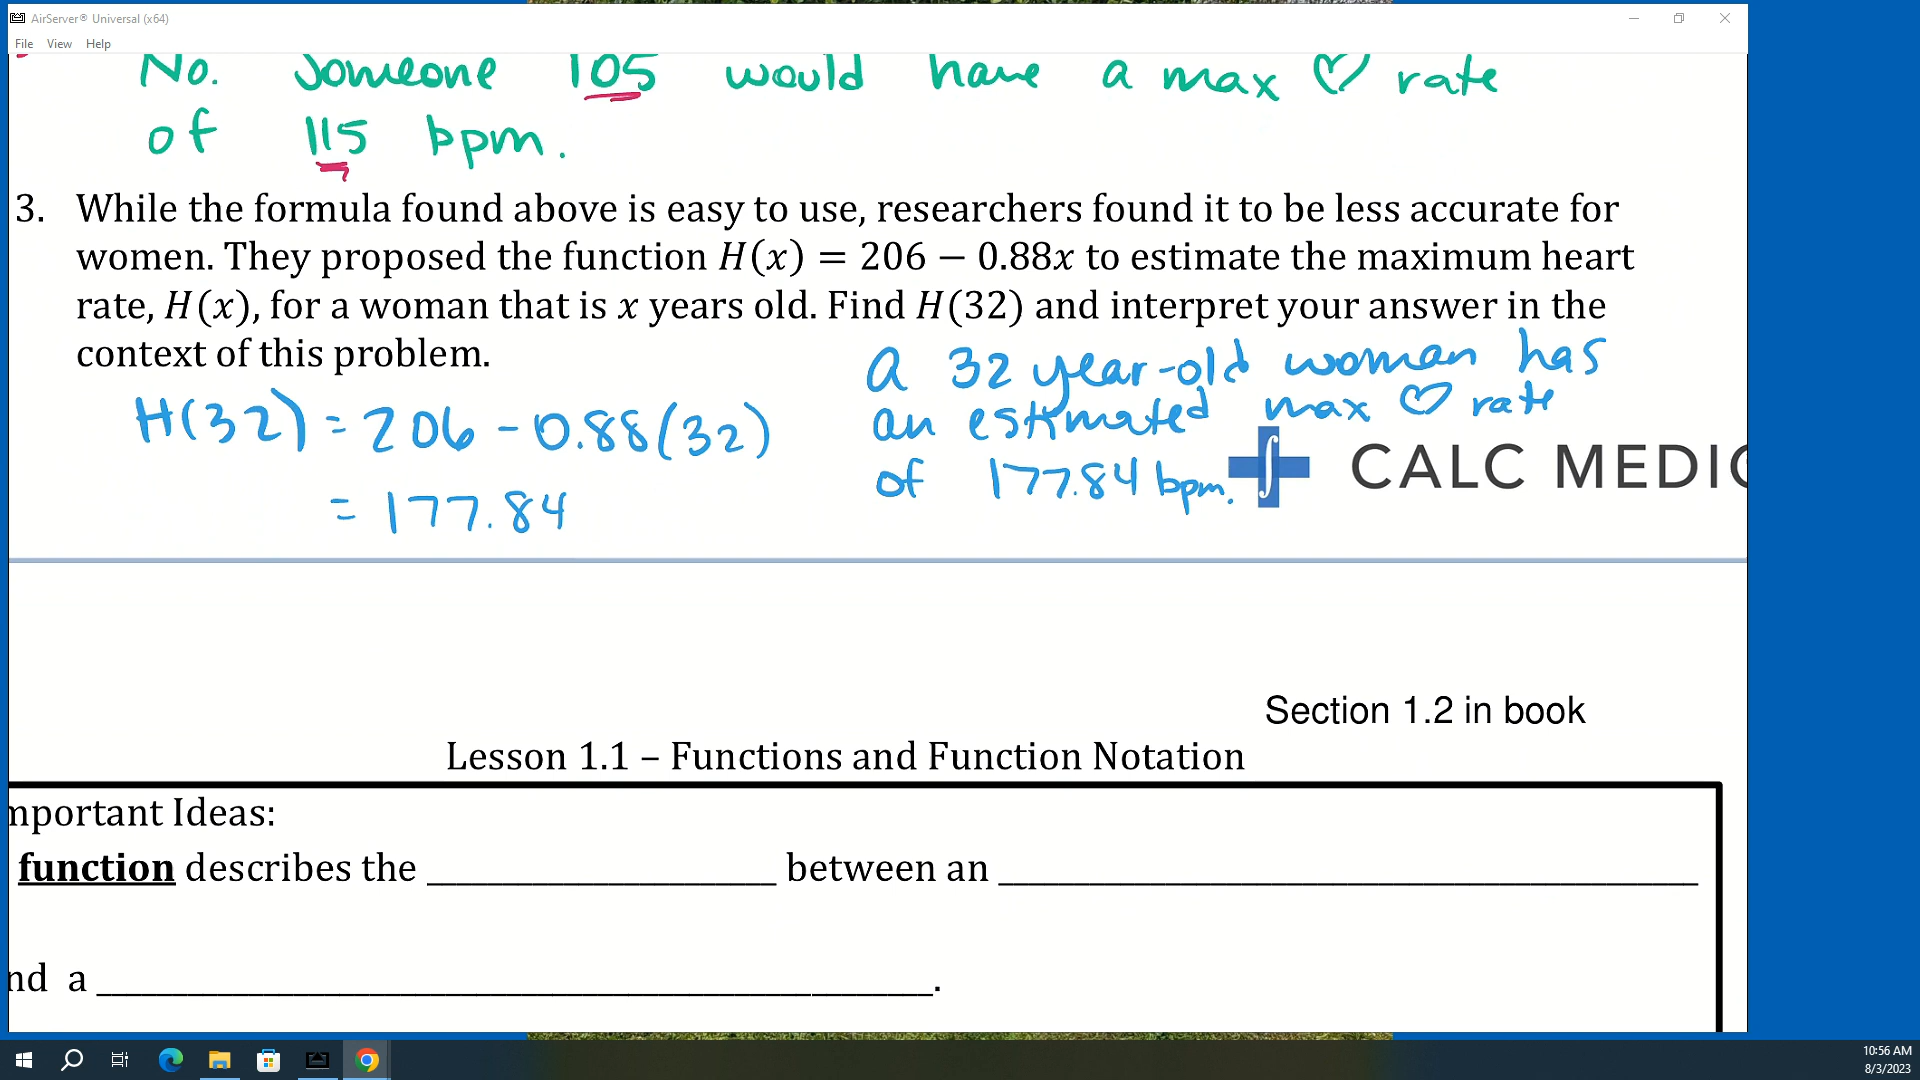 AirServer® Universal (x64)
File View Help
No. Someone 105 would have a max ♡ rate
of 115 bpm.
3. While the formula found above is easy to use, researchers found it to be less accurate for
women. They proposed the function H(x) = 206 − 0.88x to estimate the maximum heart
rate, H(x), for a woman that is x years old. Find H(32) and interpret your answer in the
context of this problem.
H(32) = 206 - 0.88(32)
= 177.84
a 32 year-old woman has
an estimated max ♡ rate
of 177.84 bpm.
CALC MEDIC
Section 1.2 in book
Lesson 1.1 – Functions and Function Notation
mportant Ideas:
function describes the ____________________ between an ________________________________________
nd a ________________________________________________.
10:56 AM
8/3/2023